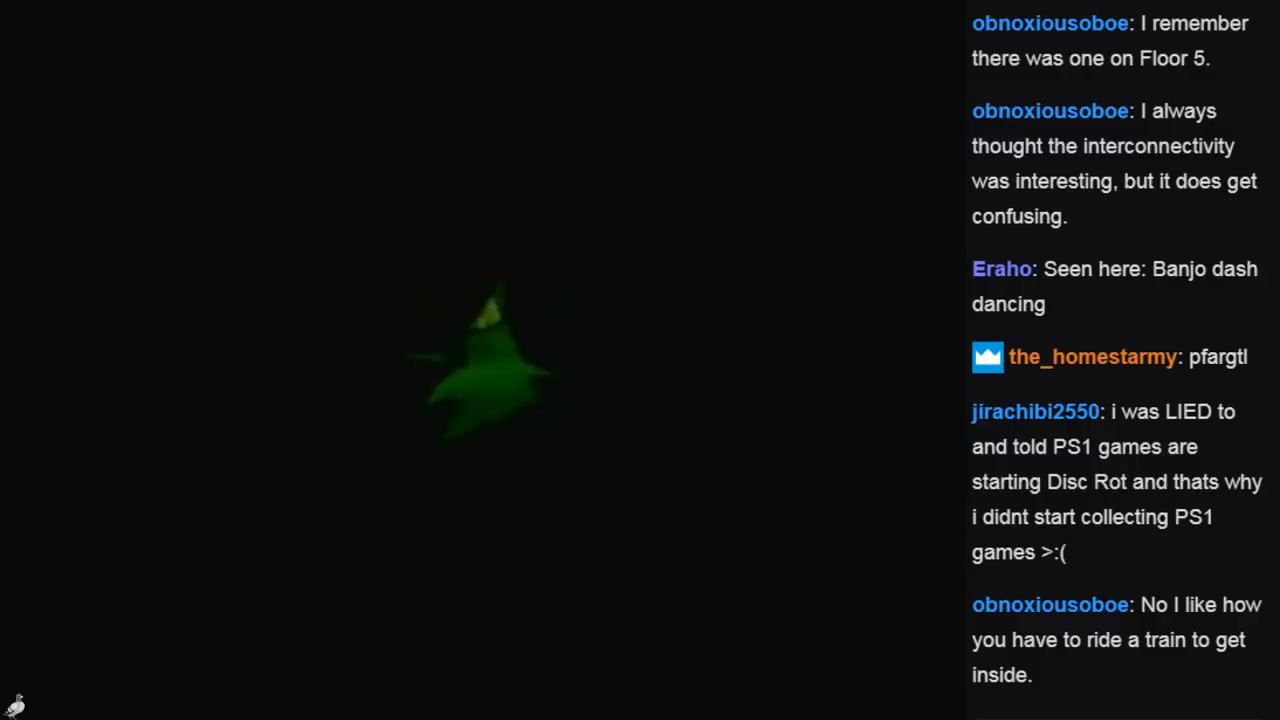 obnoxiousoboe: I remember
there was one on Floor 5.
obnoxiousoboe: I always
thought the interconnectivity
was interesting, but it does get
confusing.
Eraho: Seen here: Banjo dash
dancing
the_homestarmy: pfargtl
jirachibi2550: i was LIED to
and told PS1 games are
starting Disc Rot and thats why
i didnt start collecting PS1
games >:(
obnoxiousoboe: No I like how
you have to ride a train to get
inside.